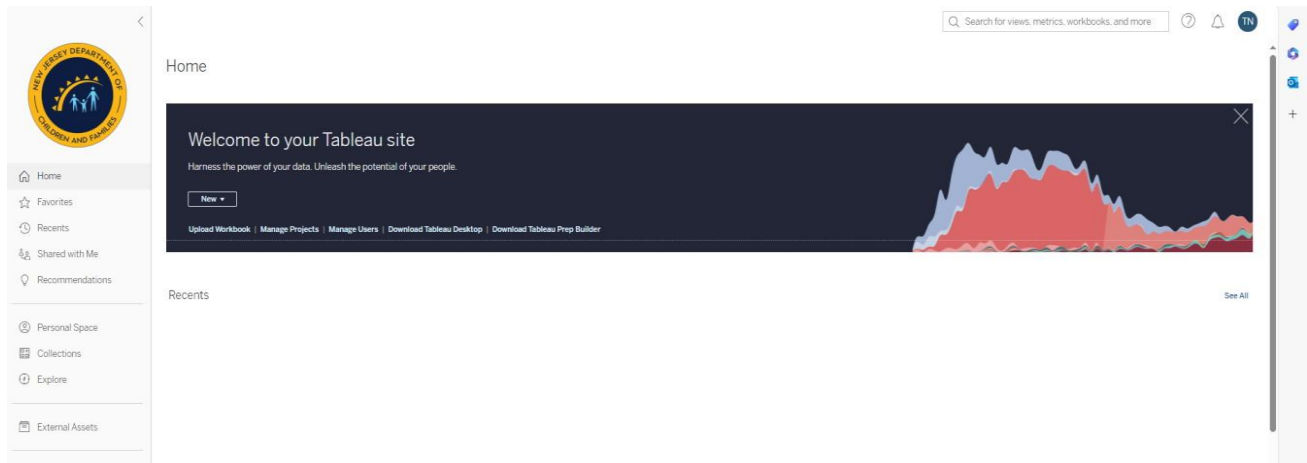 NEW JERSEY DEPARTMENT OF
CHILDREN AND FAMILIES
Home
Favorites
Recents
Shared with Me
Recommendations
Personal Space
Collections
Explore
External Assets
Search for views, metrics, workbooks, and more
TN
Home
Welcome to your Tableau site
Harness the power of your data. Unleash the potential of your people.
New
Upload Workbook | Manage Projects | Manage Users | Download Tableau Desktop | Download Tableau Prep Builder
Recents
See All